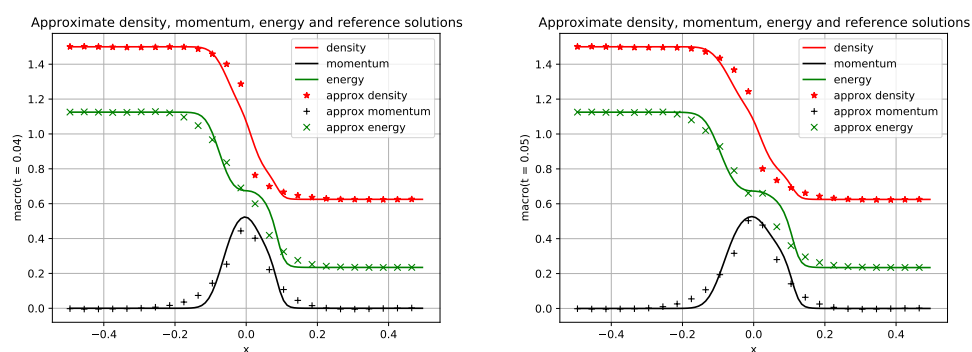 Approximate density, momentum, energy and reference solutions
macro(t = 0.04)
1.4
1.2
1.0
0.8
0.6
0.4
0.2
0.0
density
momentum
energy
approx density
approx momentum
approx energy
−0.4 −0.2 0.0 0.2 0.4
x
Approximate density, momentum, energy and reference solutions
macro(t = 0.05)
1.4
1.2
1.0
0.8
0.6
0.4
0.2
0.0
density
momentum
energy
approx density
approx momentum
approx energy
−0.4 −0.2 0.0 0.2 0.4
x